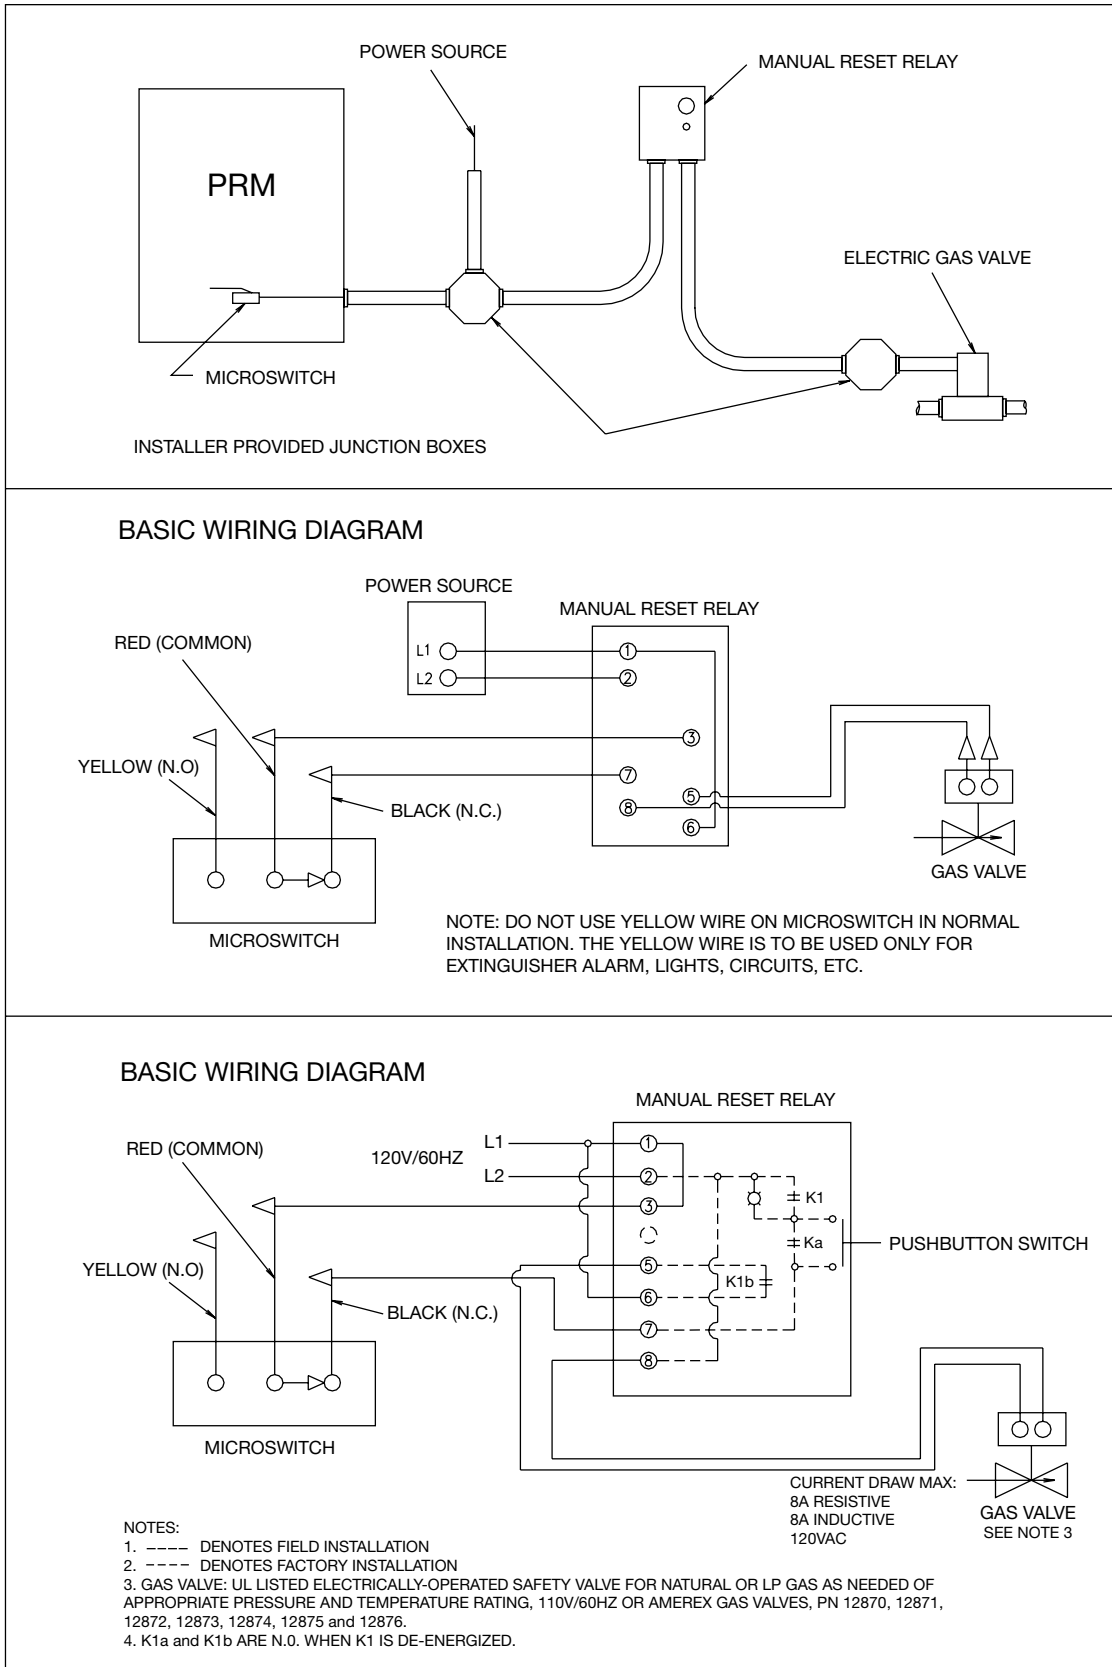 POWER SOURCE
MANUAL RESET RELAY
PRM
ELECTRIC GAS VALVE
MICROSWITCH
INSTALLER PROVIDED JUNCTION BOXES
BASIC WIRING DIAGRAM
POWER SOURCE
MANUAL RESET RELAY
RED (COMMON)
L1
1
L2
2
3
YELLOW (N.O)
7
5
BLACK (N.C.)
8
6
GAS VALVE
MICROSWITCH
NOTE: DO NOT USE YELLOW WIRE ON MICROSWITCH IN NORMAL
INSTALLATION. THE YELLOW WIRE IS TO BE USED ONLY FOR
EXTINGUISHER ALARM, LIGHTS, CIRCUITS, ETC.
BASIC WIRING DIAGRAM
MANUAL RESET RELAY
RED (COMMON)
L1
1
120V/60HZ
L2
2
K1
3
Ka
PUSHBUTTON SWITCH
YELLOW (N.O)
5
K1b
6
BLACK (N.C.)
7
8
MICROSWITCH
CURRENT DRAW MAX:
8A RESISTIVE
8A INDUCTIVE
120VAC
GAS VALVE
SEE NOTE 3
NOTES:
1. ---- DENOTES FIELD INSTALLATION
2. ---- DENOTES FACTORY INSTALLATION
3. GAS VALVE: UL LISTED ELECTRICALLY-OPERATED SAFETY VALVE FOR NATURAL OR LP GAS AS NEEDED OF
APPROPRIATE PRESSURE AND TEMPERATURE RATING, 110V/60HZ OR AMEREX GAS VALVES, PN 12870, 12871,
12872, 12873, 12874, 12875 and 12876.
4. K1a and K1b ARE N.0. WHEN K1 IS DE-ENERGIZED.